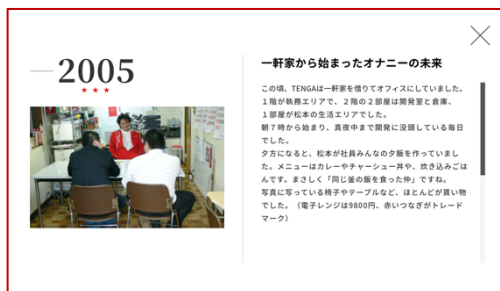 2005
一軒家から始まったオナニーの未来
この頃、TENGAは一軒家を借りてオフィスにしていました。
１階が執務エリアで、２階の２部屋は開発室と倉庫、
１部屋が松本の生活エリアでした。
朝７時から始まり、真夜中まで開発に没頭している毎日
でした。
夕方になると、松本が社員みんなの夕飯を作っていまし
た。メニューはカレーやチャーシュー丼や、炊き込みごは
んです。まさしく「同じ釜の飯を食った仲」ですね。
写真に写っている椅子やテーブルなど、ほとんどが貰い物
でした。（電子レンジは9800円、赤いつなぎがトレード
マーク）